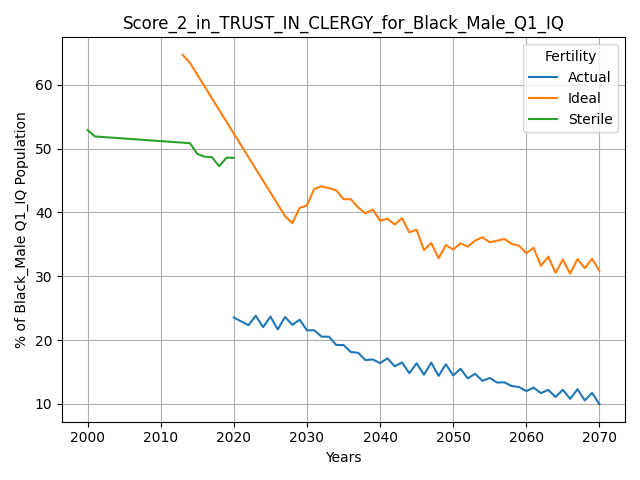 Score_2_in_TRUST_IN_CLERGY_for_Black_Male_Q1_IQ
Fertility
Actual
Ideal
Sterile
% of Black_Male Q1_IQ Population
60
50
40
30
20
10
2000 2010 2020 2030 2040 2050 2060 2070
Years